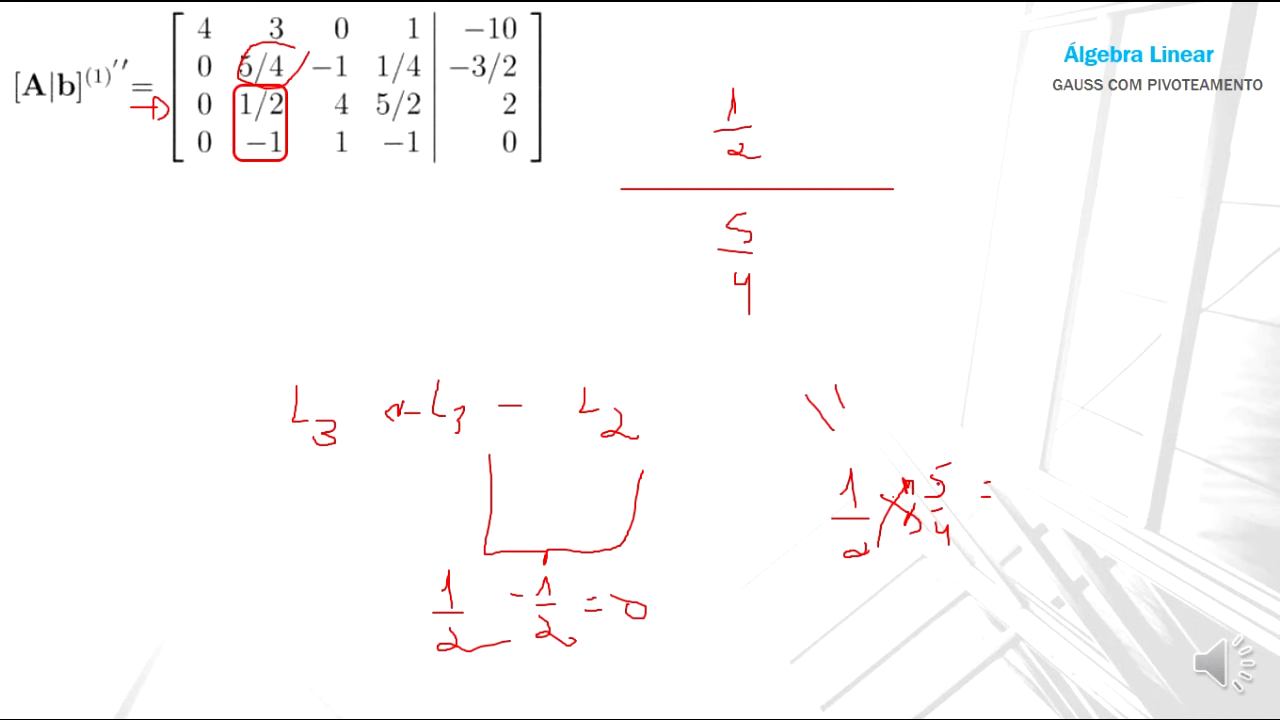 Álgebra Linear
GAUSS COM PIVOTEAMENTO
[A|b]⁽¹⁾″ =
4 3 0 1 | −10
0 5/4 −1 1/4 | −3/2
0 1/2 4 5/2 | 2
0 −1 1 −1 | 0
1
2
5
4
L3 ← L3 − L2
1/2 − 1/2 = 0
1/2 5/4 =